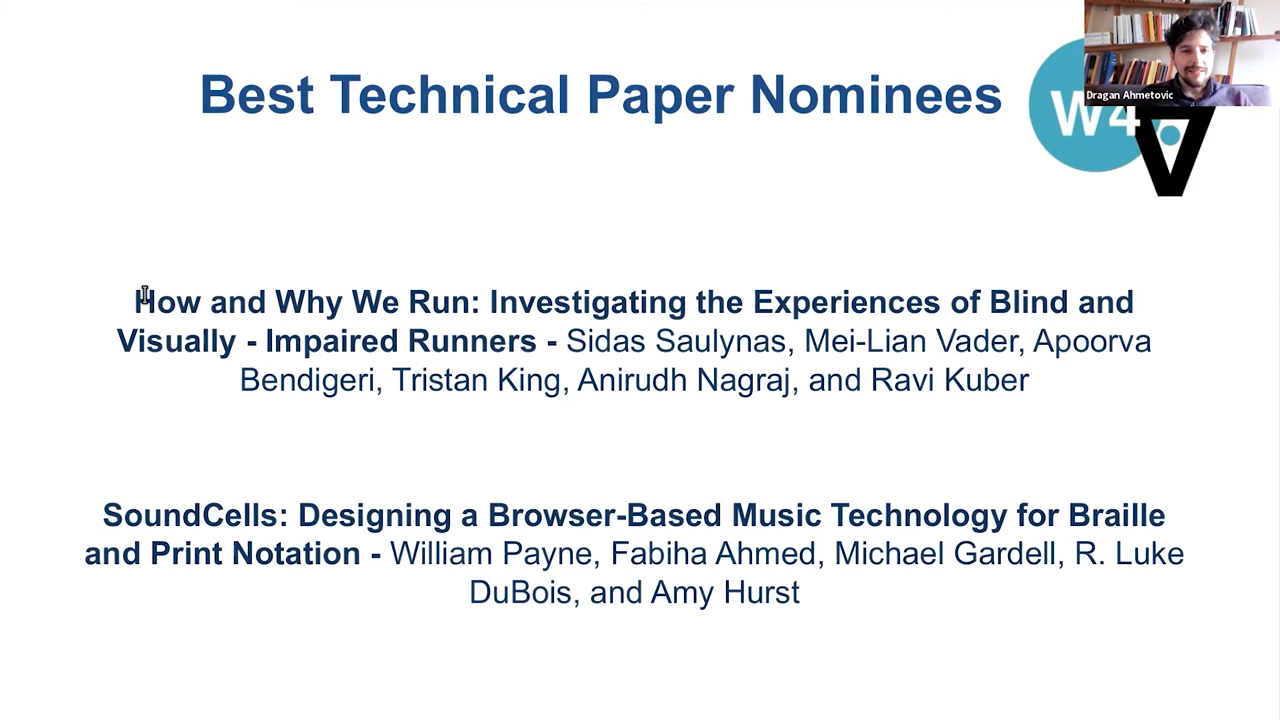 Best Technical Paper Nominees
W4
Dragan Ahmetovic
How and Why We Run: Investigating the Experiences of Blind and
Visually - Impaired Runners - Sidas Saulynas, Mei-Lian Vader, Apoorva
Bendigeri, Tristan King, Anirudh Nagraj, and Ravi Kuber
SoundCells: Designing a Browser-Based Music Technology for Braille
and Print Notation - William Payne, Fabiha Ahmed, Michael Gardell, R. Luke
DuBois, and Amy Hurst